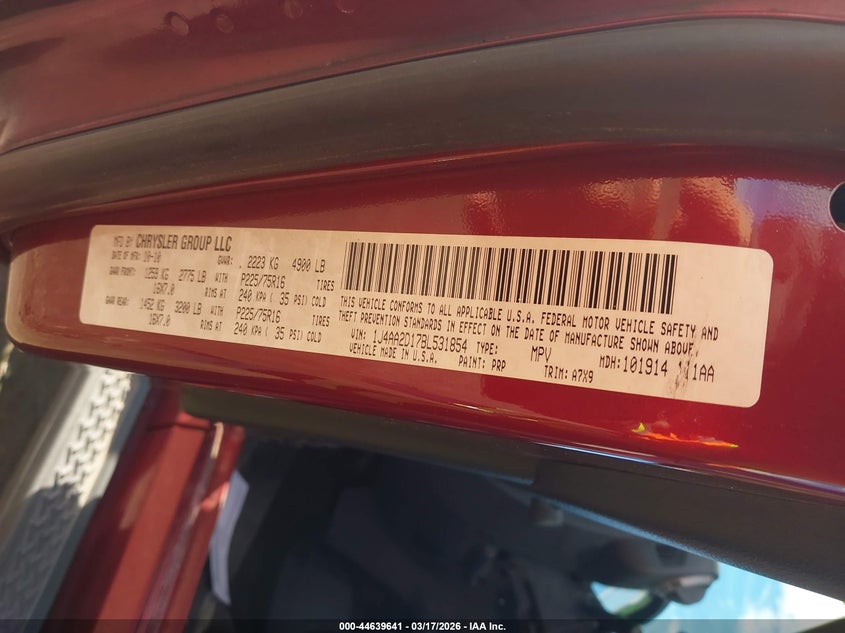 MFD BY CHRYSLER GROUP LLC
DATE OF MFR: 10-10 GVWR: 2223 KG 4900 LB
GAWR FRONT: 1259 KG 2775 LB WITH P225/75R16 TIRES
16X7.0 RIMS AT 240 KPA ( 35 PSI) COLD
GAWR REAR: 1452 KG 3200 LB WITH P225/75R16 TIRES
16X7.0 RIMS AT 240 KPA ( 35 PSI) COLD
THIS VEHICLE CONFORMS TO ALL APPLICABLE U.S.A. FEDERAL MOTOR VEHICLE SAFETY AND
THEFT PREVENTION STANDARDS IN EFFECT ON THE DATE OF MANUFACTURE SHOWN ABOVE.
VIN: 1J4AA2D17BL531854 TYPE: MPV MDH: 101914 AA
VEHICLE MADE IN U.S.A. PAINT: PRP TRIM: A7X9
000-44639641 — 03/17/2026 — IAA Inc.